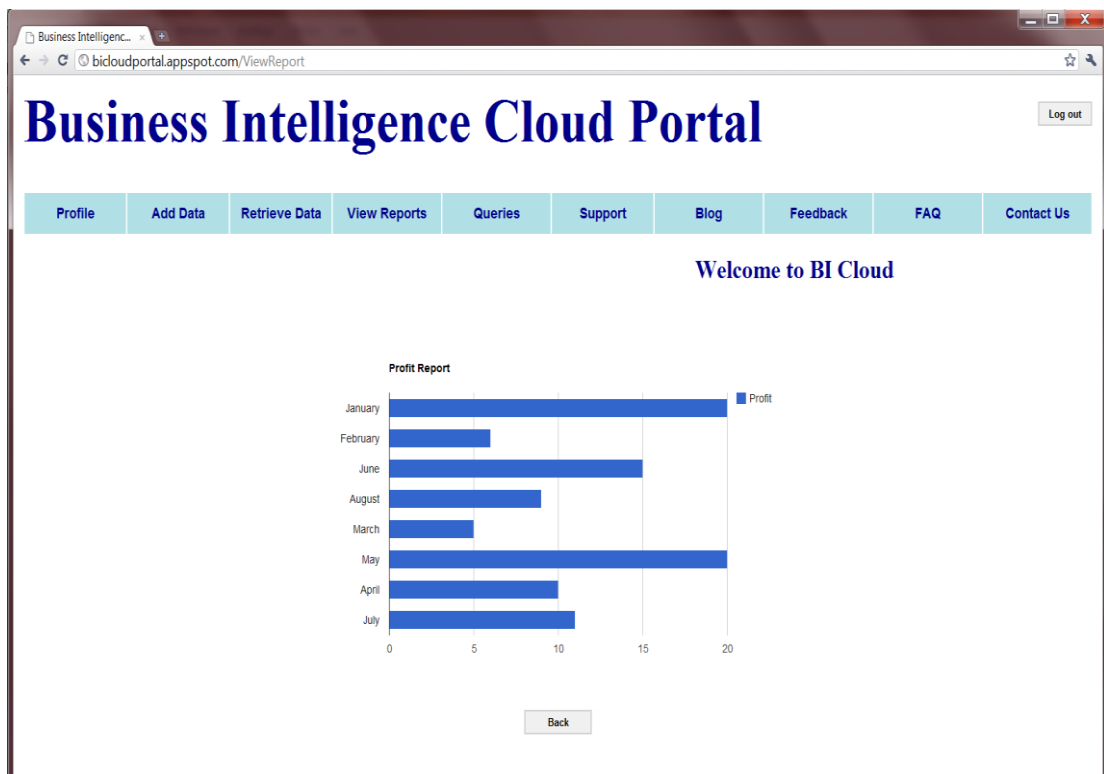 Business Intelligenc...
bicloudportal.appspot.com/ViewReport
Business Intelligence Cloud Portal
Log out
Profile Add Data Retrieve Data View Reports Queries Support Blog Feedback FAQ Contact Us
Welcome to BI Cloud
Profit Report
Profit
January
February
June
August
March
May
April
July
0 5 10 15 20
Back